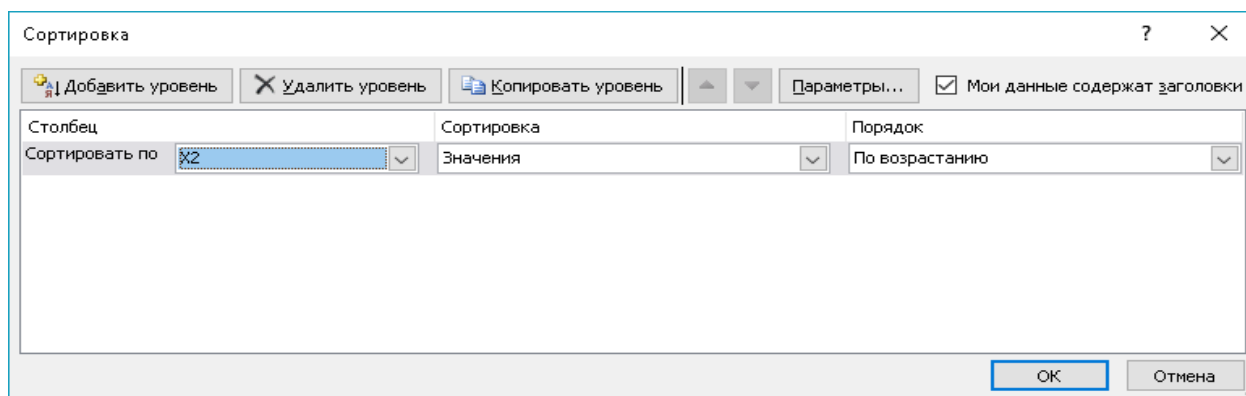 Сортировка ?
Добавить уровень Удалить уровень Копировать уровень Параметры... Мои данные содержат заголовки
Столбец Сортировка Порядок
Сортировать по X2 Значения По возрастанию
ОК Отмена